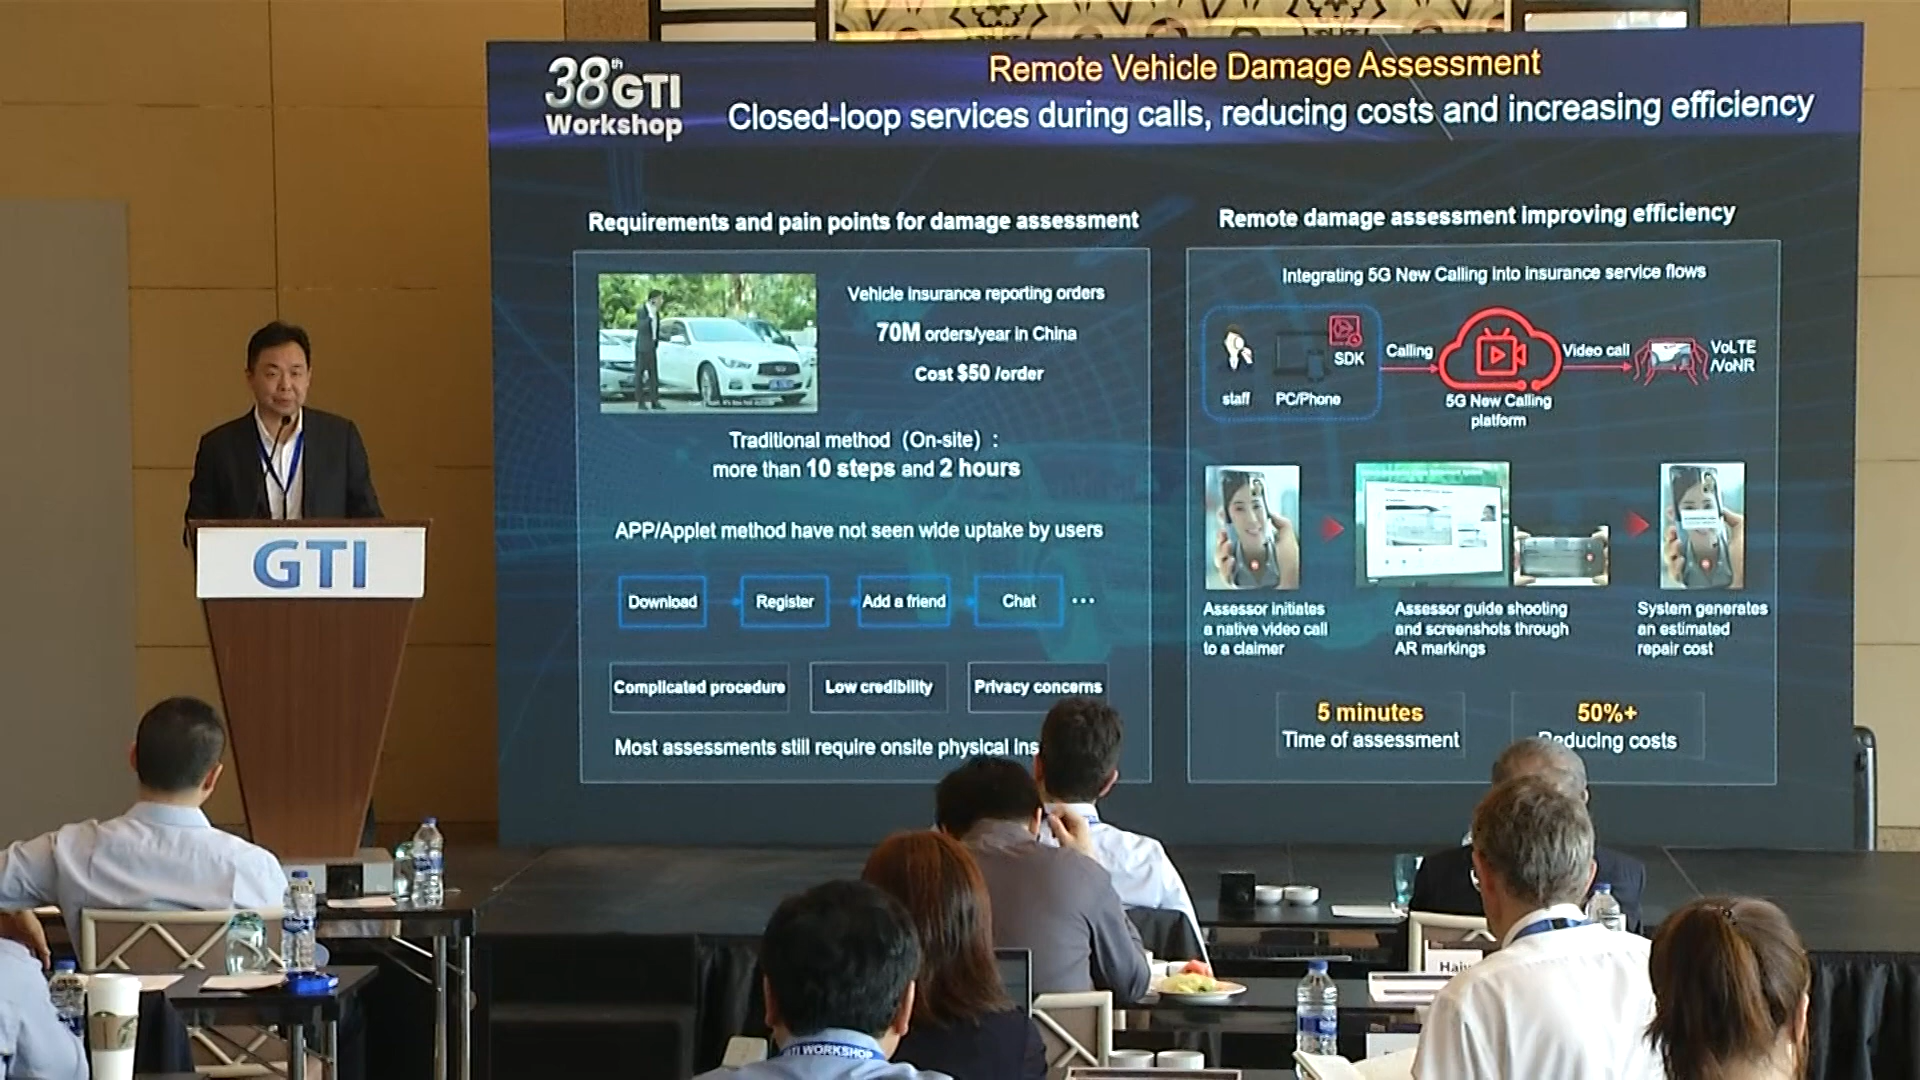 38th GTI
Workshop
Remote Vehicle Damage Assessment
Closed-loop services during calls, reducing costs and increasing efficiency
Requirements and pain points for damage assessment
Vehicle insurance reporting orders
70M orders/year in China
Cost $50 /order
Traditional method (On-site) :
more than 10 steps and 2 hours
APP/Applet method have not seen wide uptake by users
Download
Register
Add a friend
Chat
...
Complicated procedure
Low credibility
Privacy concerns
Most assessments still require onsite physical ins
Remote damage assessment improving efficiency
Integrating 5G New Calling into insurance service flows
staff
PC/Phone
SDK
Calling
5G New Calling
platform
Video call
VoLTE
/VoNR
Assessor initiates
a native video call
to a claimer
Assessor guide shooting
and screenshots through
AR markings
System generates
an estimated
repair cost
5 minutes
Time of assessment
50%+
Reducing costs
GTI
GTI WORKSHOP